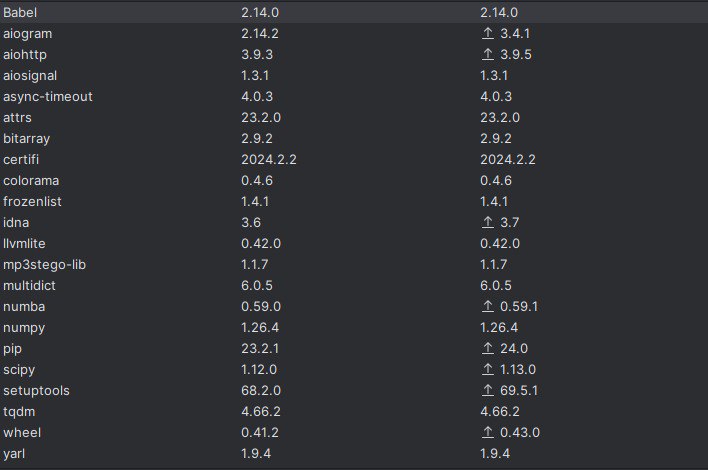 Babel 2.14.0 2.14.0
aiogram 2.14.2 ↑ 3.4.1
aiohttp 3.9.3 ↑ 3.9.5
aiosignal 1.3.1 1.3.1
async-timeout 4.0.3 4.0.3
attrs 23.2.0 23.2.0
bitarray 2.9.2 2.9.2
certifi 2024.2.2 2024.2.2
colorama 0.4.6 0.4.6
frozenlist 1.4.1 1.4.1
idna 3.6 ↑ 3.7
llvmlite 0.42.0 0.42.0
mp3stego-lib 1.1.7 1.1.7
multidict 6.0.5 6.0.5
numba 0.59.0 ↑ 0.59.1
numpy 1.26.4 1.26.4
pip 23.2.1 ↑ 24.0
scipy 1.12.0 ↑ 1.13.0
setuptools 68.2.0 ↑ 69.5.1
tqdm 4.66.2 4.66.2
wheel 0.41.2 ↑ 0.43.0
yarl 1.9.4 1.9.4